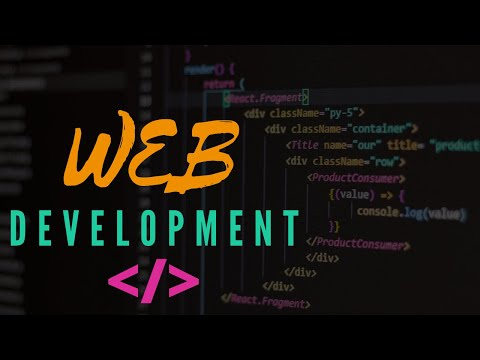 WEB
DEVELOPMENT
</>
render() {
return (
<React.Fragment>
<div className="py-5">
<div className="container">
<Title name="our" title= "product
<div className="row">
<ProductConsumer>
{(value) => {
console.log(value)
}}
</ProductConsumer>
</div>
</div>
</div>
</React.Fragment>